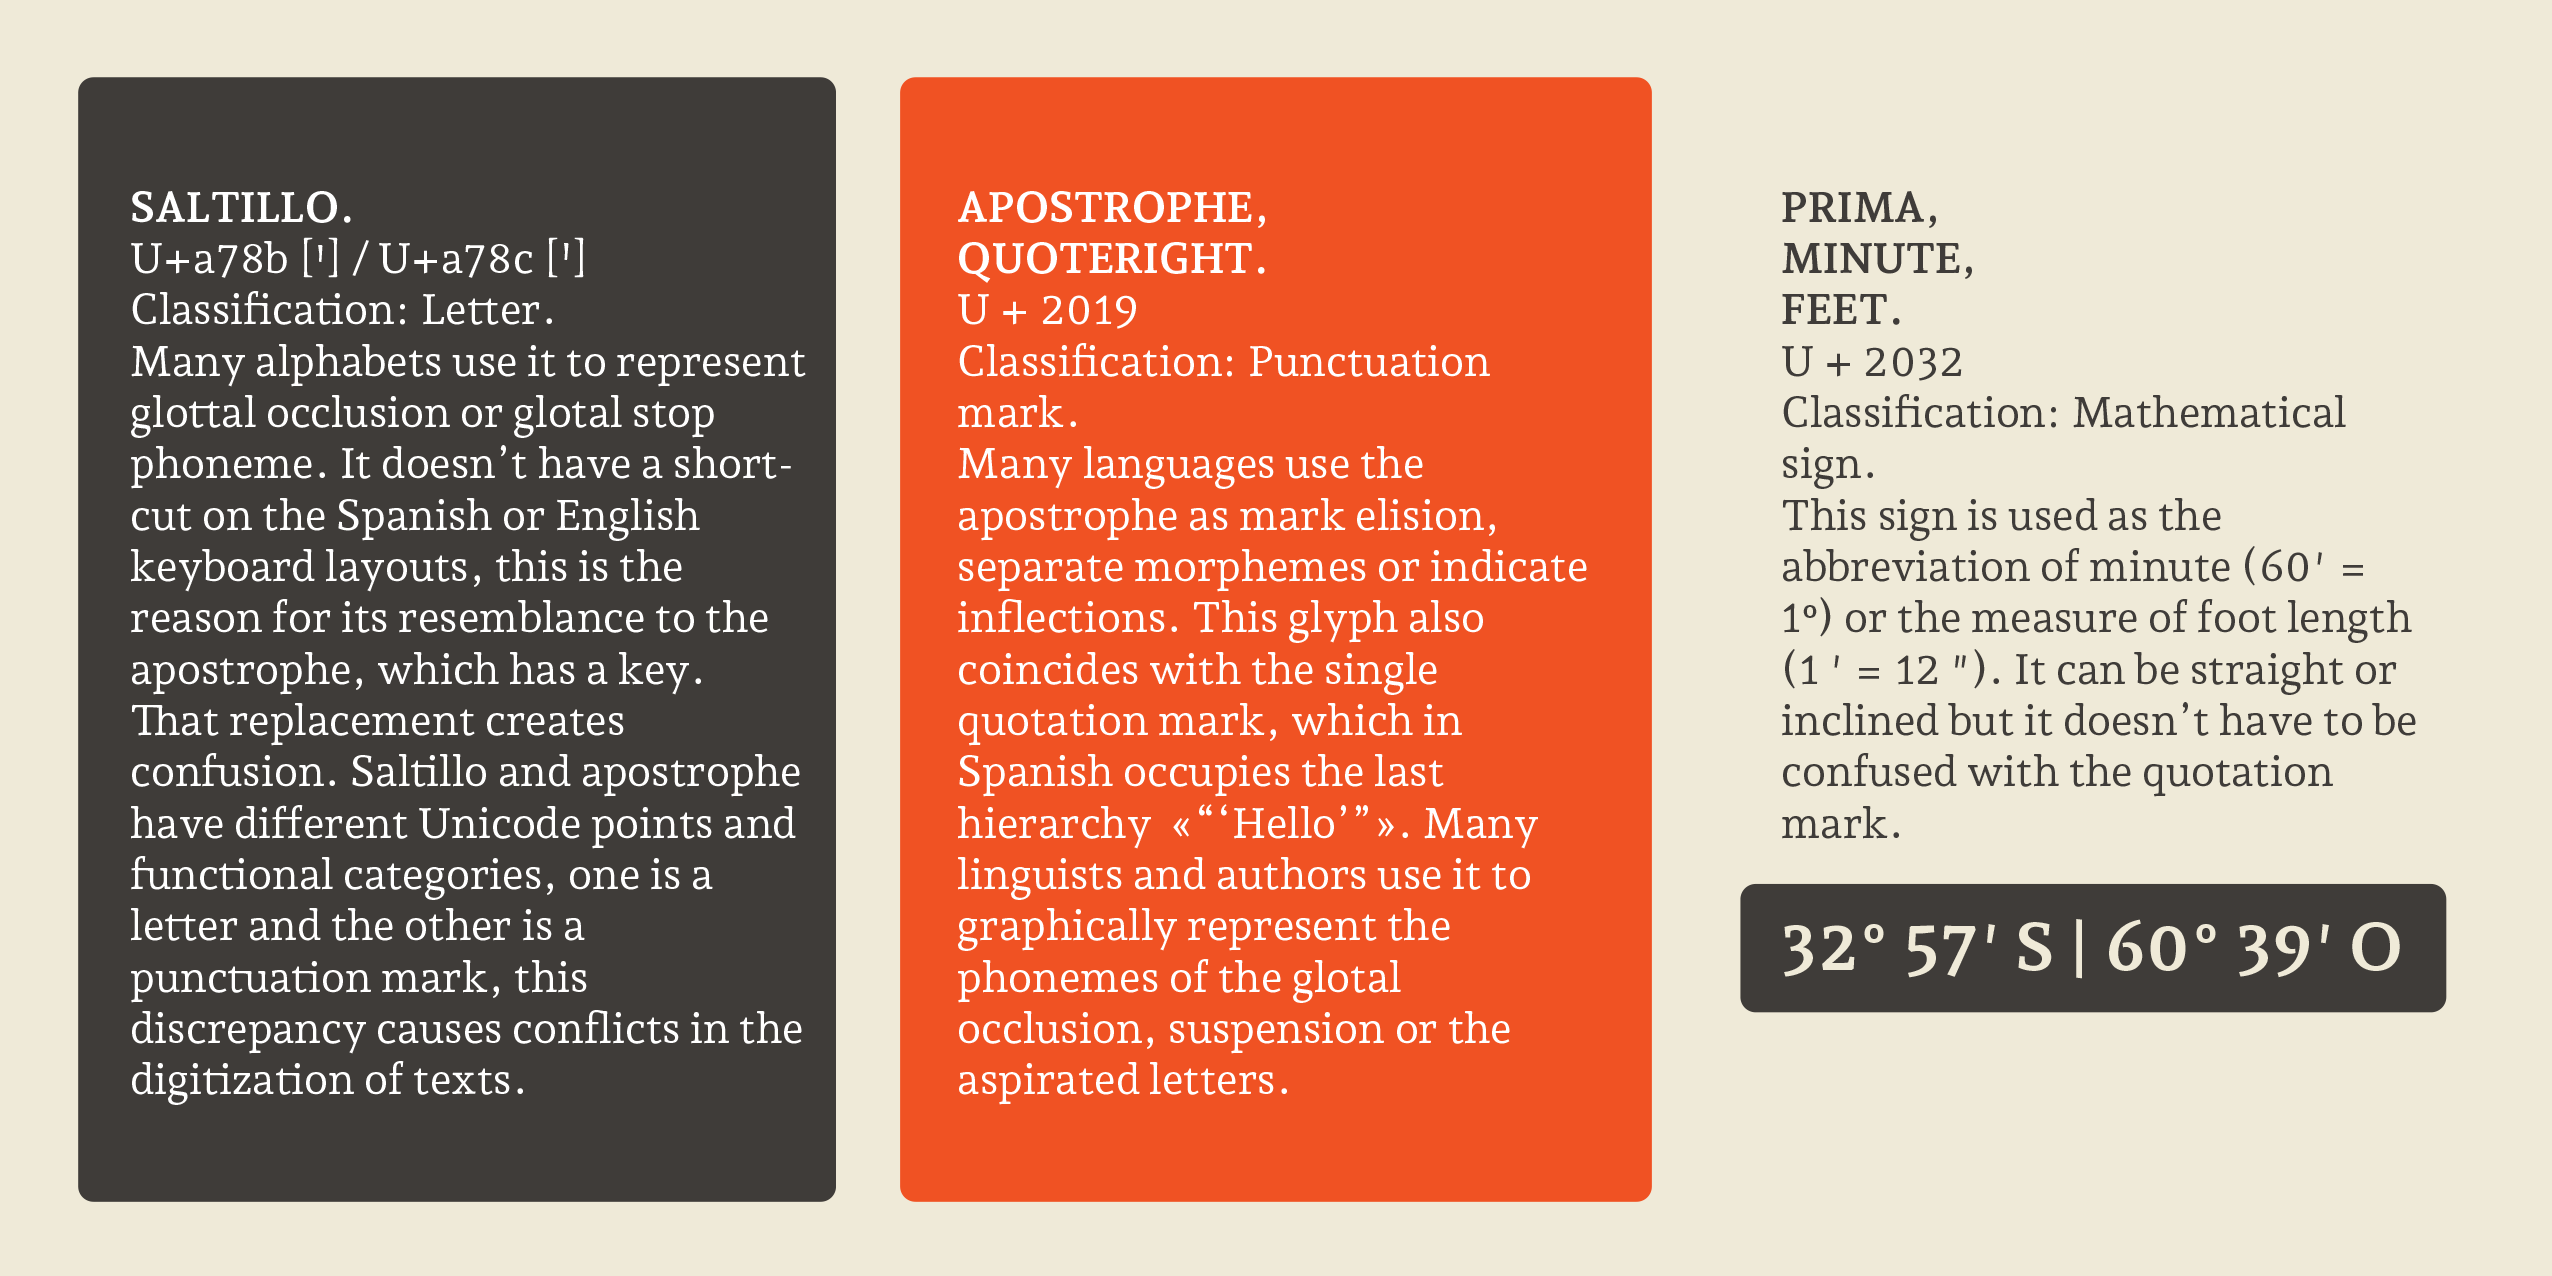 SALTILLO.
U+a78b [Ꞌ] / U+a78c [ꞌ]
Classification: Letter.
Many alphabets use it to represent
glottal occlusion or glotal stop
phoneme. It doesn’t have a short-
cut on the Spanish or English
keyboard layouts, this is the
reason for its resemblance to the
apostrophe, which has a key.
That replacement creates
confusion. Saltillo and apostrophe
have different Unicode points and
functional categories, one is a
letter and the other is a
punctuation mark, this
discrepancy causes conflicts in the
digitization of texts.
APOSTROPHE,
QUOTERIGHT.
U + 2019
Classification: Punctuation
mark.
Many languages use the
apostrophe as mark elision,
separate morphemes or indicate
inflections. This glyph also
coincides with the single
quotation mark, which in
Spanish occupies the last
hierarchy «“‘Hello’”». Many
linguists and authors use it to
graphically represent the
phonemes of the glotal
occlusion, suspension or the
aspirated letters.
PRIMA,
MINUTE,
FEET.
U + 2032
Classification: Mathematical
sign.
This sign is used as the
abbreviation of minute (60′ =
1º) or the measure of foot length
(1 ′ = 12 ″). It can be straight or
inclined but it doesn’t have to be
confused with the quotation
mark.
32° 57′ S | 60° 39′ O